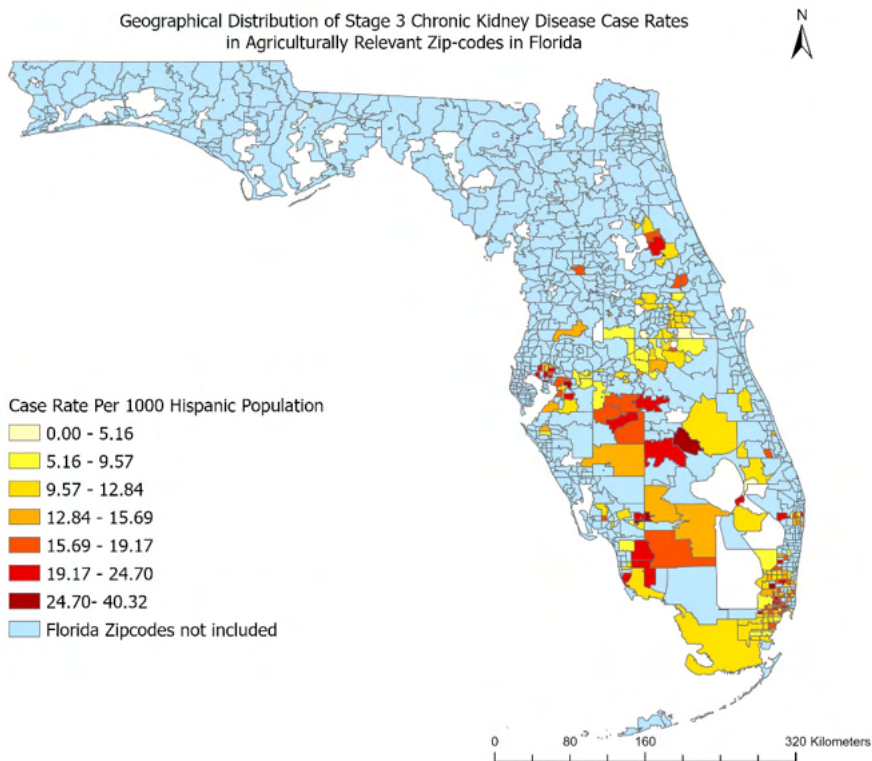 Geographical Distribution of Stage 3 Chronic Kidney Disease Case Rates
in Agriculturally Relevant Zip-codes in Florida
N
Case Rate Per 1000 Hispanic Population
0.00 - 5.16
5.16 - 9.57
9.57 - 12.84
12.84 - 15.69
15.69 - 19.17
19.17 - 24.70
24.70- 40.32
Florida Zipcodes not included
0 80 160 320 Kilometers